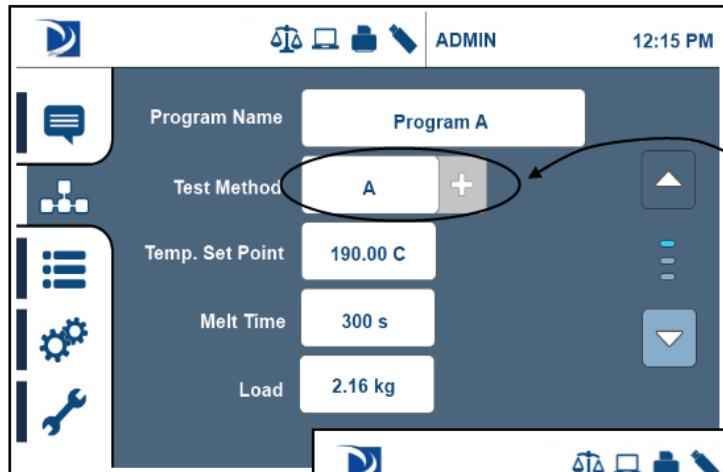 ADMIN 12:15 PM
Program Name Program A
Test Method A
Temp. Set Point 190.00 C
Melt Time 300 s
Load 2.16 kg